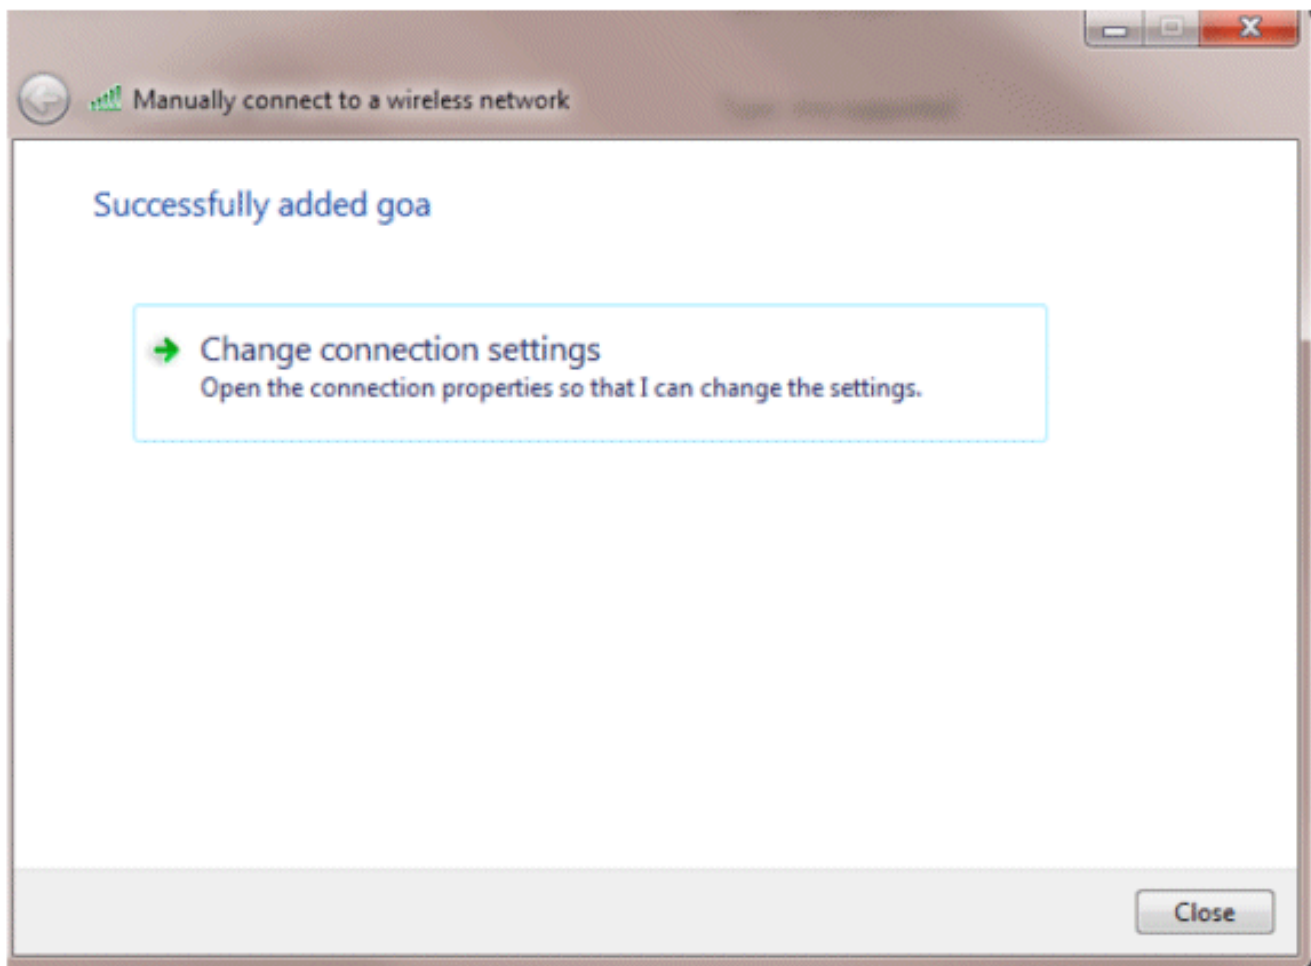 Manually connect to a wireless network
Successfully added goa
Change connection settings
Open the connection properties so that I can change the settings.
Close